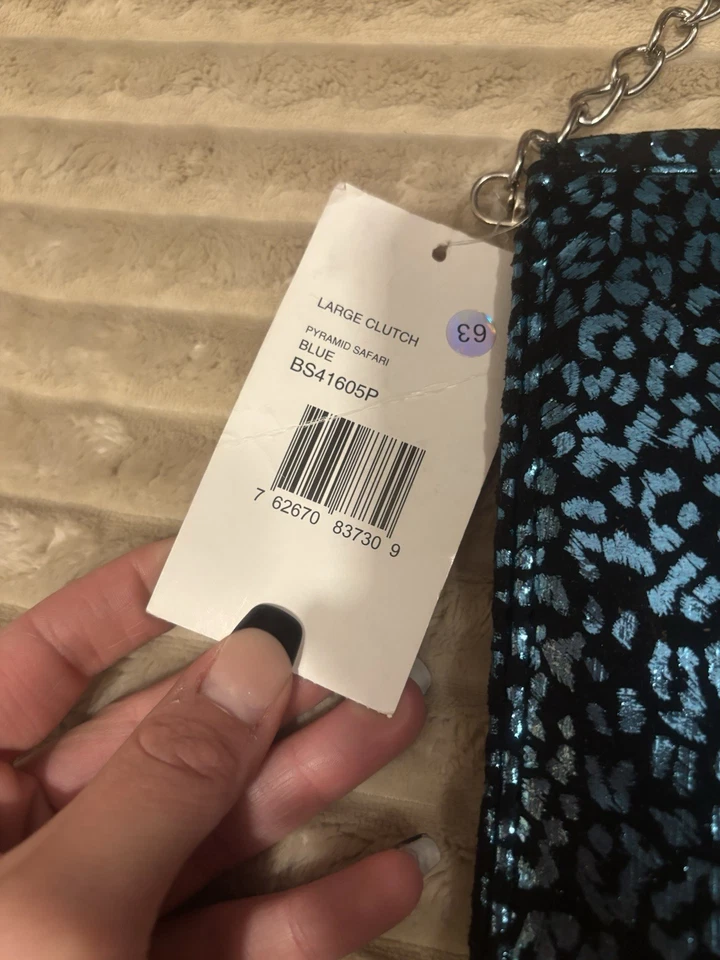 LARGE CLUTCH
PYRAMID SAFARI
BLUE
BS41605P
7 62670 83730 9
63